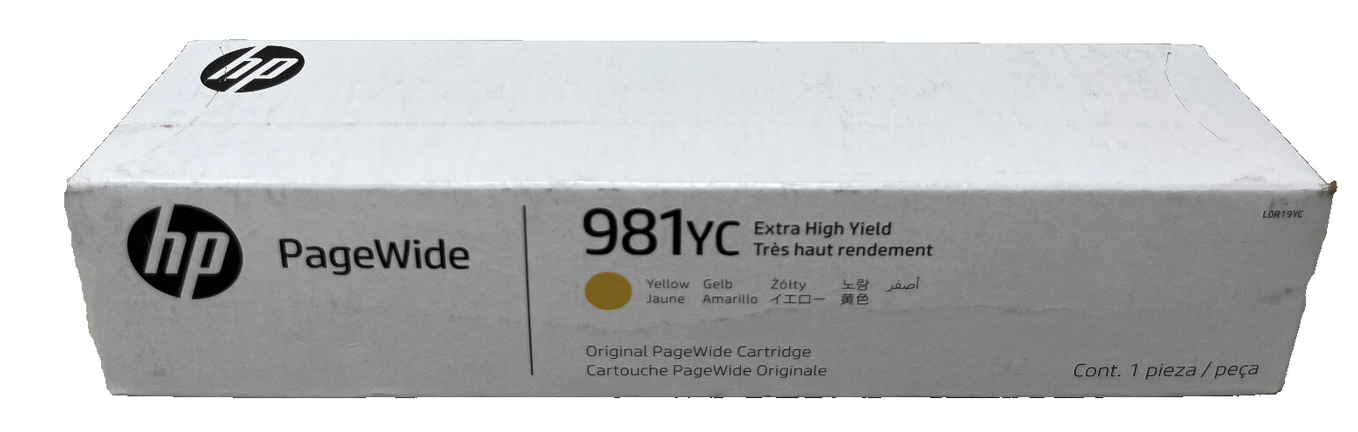 hp
hp
PageWide
981YC
Extra High Yield
Très haut rendement
L0R19YC
Yellow Gelb Żółty 노랑 أصفر
Jaune Amarillo イエロー 黄色
Original PageWide Cartridge
Cartouche PageWide Originale
Cont. 1 pieza / peça